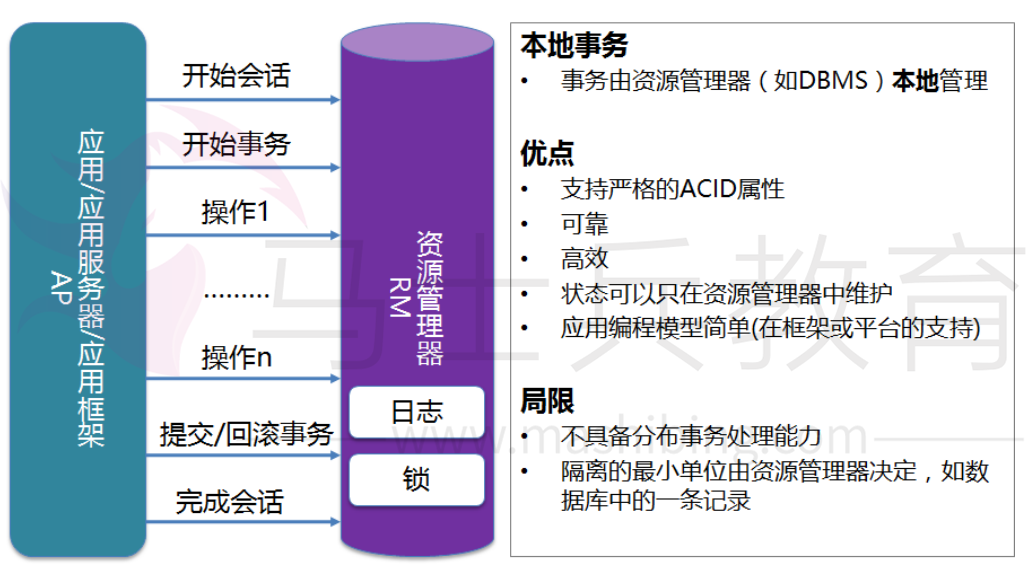 应用/应用服务器/应用框架
AP
开始会话
开始事务
操作1
………
操作n
提交/回滚事务
完成会话
资源管理器
RM
日志
锁
本地事务
• 事务由资源管理器（如DBMS）本地管理
优点
• 支持严格的ACID属性
• 可靠
• 高效
• 状态可以只在资源管理器中维护
• 应用编程模型简单(在框架或平台的支持)
局限
• 不具备分布事务处理能力
• 隔离的最小单位由资源管理器决定，如数
据库中的一条记录
马士兵教育
www.mashibing.com